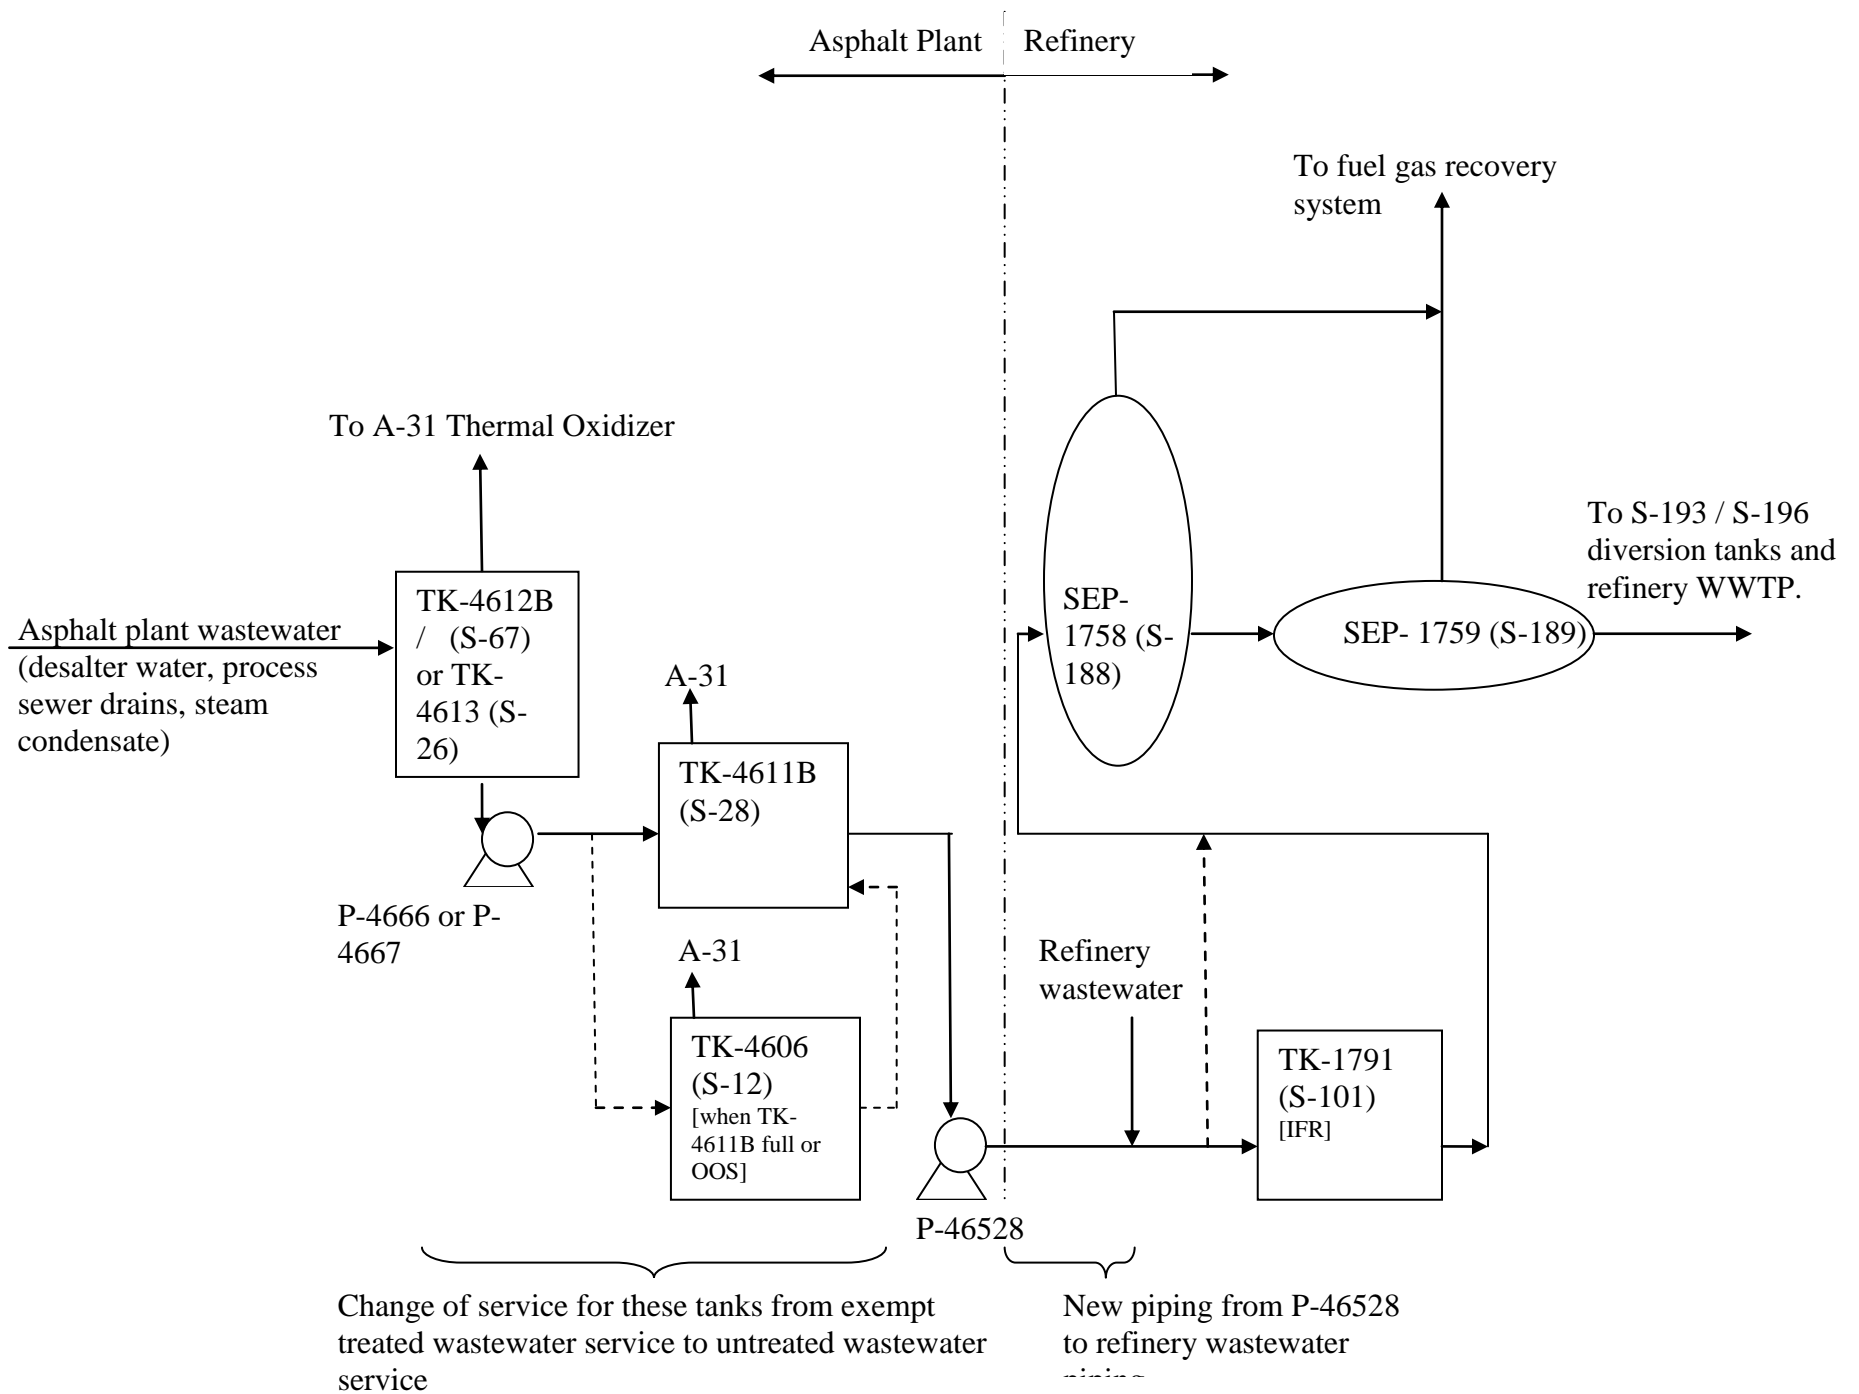 Asphalt Plant
Refinery
To fuel gas recovery
system
To A-31 Thermal Oxidizer
To S-193 / S-196
diversion tanks and
refinery WWTP.
Asphalt plant wastewater
(desalter water, process
sewer drains, steam
condensate)
TK-4612B
/ (S-67)
or TK-
4613 (S-
26)
SEP-
1758 (S-
188)
SEP- 1759 (S-189)
A-31
TK-4611B
(S-28)
P-4666 or P-
4667
A-31
TK-4606
(S-12)
[when TK-
4611B full or
OOS]
Refinery
wastewater
TK-1791
(S-101)
[IFR]
P-46528
Change of service for these tanks from exempt
treated wastewater service to untreated wastewater
service
New piping from P-46528
to refinery wastewater